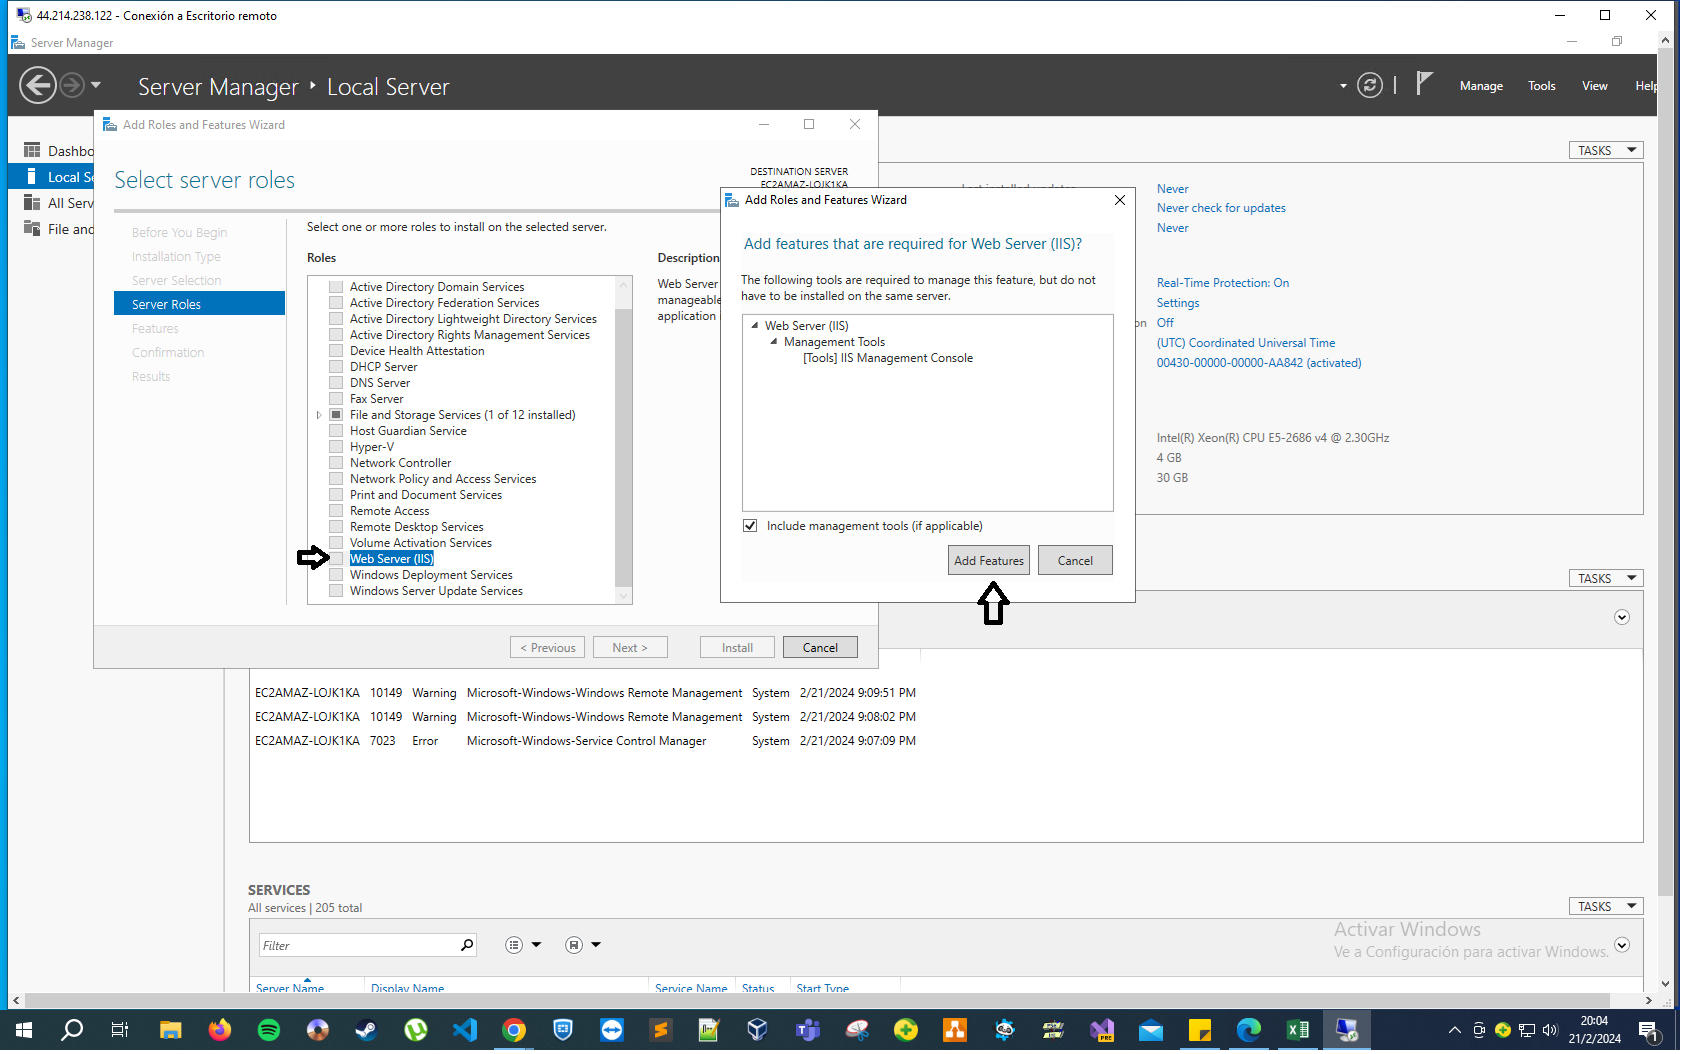 44.214.238.122 - Conexión a Escritorio remoto
Server Manager
Server Manager
Local Server
Manage
Tools
View
Help
Dashbo
Local Se
All Serv
File and
Add Roles and Features Wizard
Select server roles
DESTINATION SERVER
EC2AMAZ-LOJK1KA
Before You Begin
Installation Type
Server Selection
Server Roles
Features
Confirmation
Results
Select one or more roles to install on the selected server.
Roles
Active Directory Domain Services
Active Directory Federation Services
Active Directory Lightweight Directory Services
Active Directory Rights Management Services
Device Health Attestation
DHCP Server
DNS Server
Fax Server
File and Storage Services (1 of 12 installed)
Host Guardian Service
Hyper-V
Network Controller
Network Policy and Access Services
Print and Document Services
Remote Access
Remote Desktop Services
Volume Activation Services
Web Server (IIS)
Windows Deployment Services
Windows Server Update Services
Description
Web Server
manageable
application i
< Previous
Next >
Install
Cancel
Add Roles and Features Wizard
Add features that are required for Web Server (IIS)?
The following tools are required to manage this feature, but do not
have to be installed on the same server.
Web Server (IIS)
Management Tools
[Tools] IIS Management Console
Include management tools (if applicable)
Add Features
Cancel
TASKS
Last installed updates
Never
Never check for updates
Never
Real-Time Protection: On
Settings
on
Off
(UTC) Coordinated Universal Time
00430-00000-00000-AA842 (activated)
Intel(R) Xeon(R) CPU E5-2686 v4 @ 2.30GHz
4 GB
30 GB
TASKS
EC2AMAZ-LOJK1KA 10149 Warning Microsoft-Windows-Windows Remote Management System 2/21/2024 9:09:51 PM
EC2AMAZ-LOJK1KA 10149 Warning Microsoft-Windows-Windows Remote Management System 2/21/2024 9:08:02 PM
EC2AMAZ-LOJK1KA 7023 Error Microsoft-Windows-Service Control Manager System 2/21/2024 9:07:09 PM
SERVICES
All services | 205 total
TASKS
Filter
Activar Windows
Ve a Configuración para activar Windows.
Server Name Display Name Service Name Status Start Type
PRE
20:04
21/2/2024
1